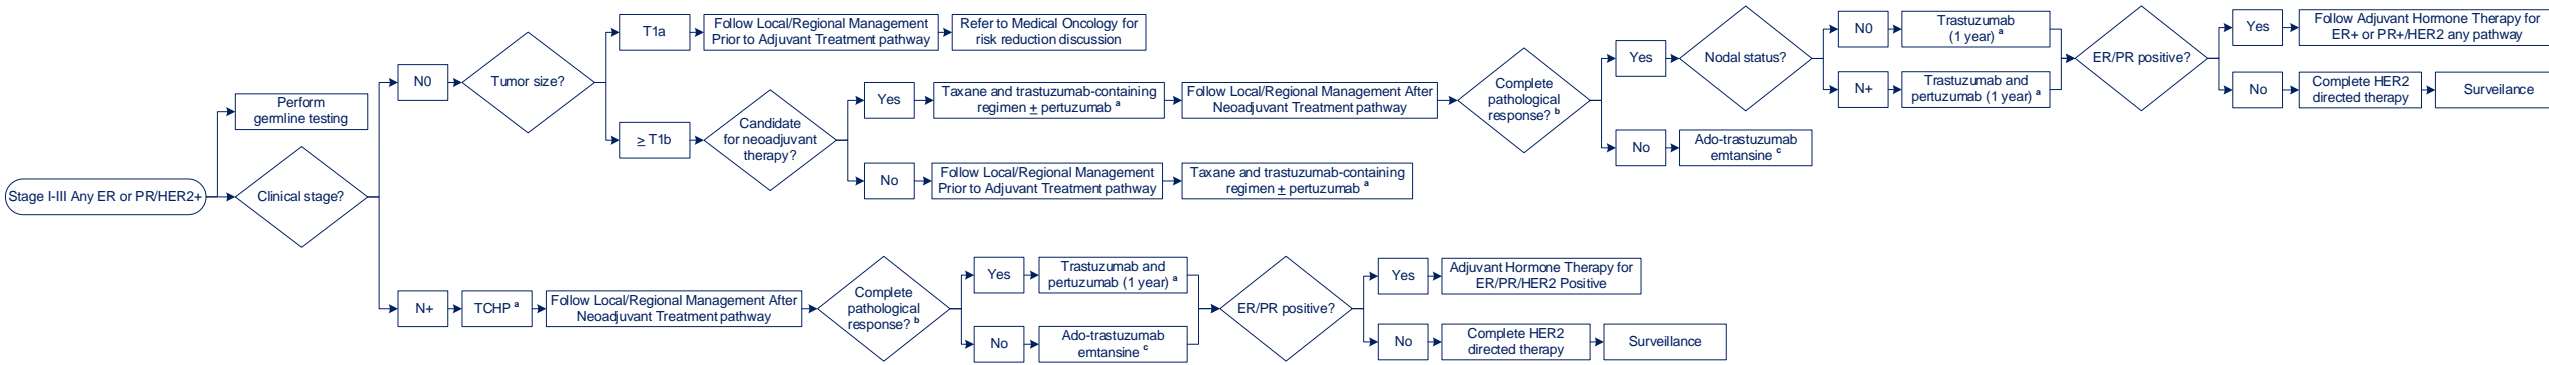 Stage I-III Any ER or PR/HER2+
Perform
germline testing
Clinical stage?
N0
Tumor size?
T1a
Follow Local/Regional Management
Prior to Adjuvant Treatment pathway
Refer to Medical Oncology for
risk reduction discussion
≥ T1b
Candidate
for neoadjuvant
therapy?
Yes
Taxane and trastuzumab-containing
regimen ± pertuzumab ᵃ
Follow Local/Regional Management After
Neoadjuvant Treatment pathway
Complete
pathological
response? ᵇ
Yes
Nodal status?
N0
Trastuzumab
(1 year) ᵃ
N+
Trastuzumab and
pertuzumab (1 year) ᵃ
ER/PR positive?
Yes
Follow Adjuvant Hormone Therapy for
ER+ or PR+/HER2 any pathway
No
Complete HER2
directed therapy
Surveilance
No
Ado-trastuzumab
emtansine ᶜ
No
Follow Local/Regional Management
Prior to Adjuvant Treatment pathway
Taxane and trastuzumab-containing
regimen ± pertuzumab ᵃ
N+
TCHP ᵃ
Follow Local/Regional Management After
Neoadjuvant Treatment pathway
Complete
pathological
response? ᵇ
Yes
Trastuzumab and
pertuzumab (1 year) ᵃ
No
Ado-trastuzumab
emtansine ᶜ
ER/PR positive?
Yes
Adjuvant Hormone Therapy for
ER/PR/HER2 Positive
No
Complete HER2
directed therapy
Surveillance